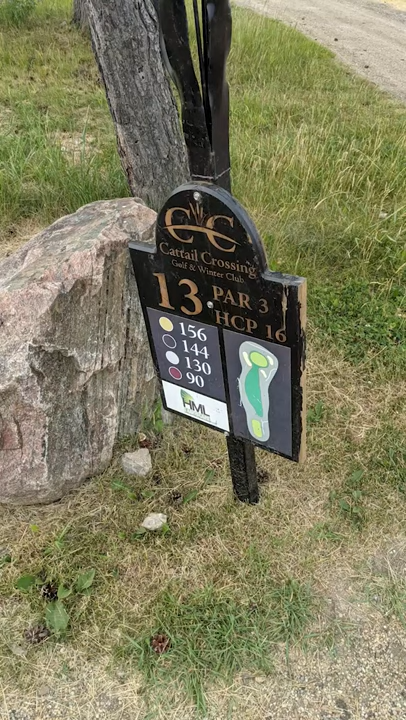 CC
Cattail Crossing
Golf & Winter Club
13 PAR 3
HCP 16
156
144
130
90
HML